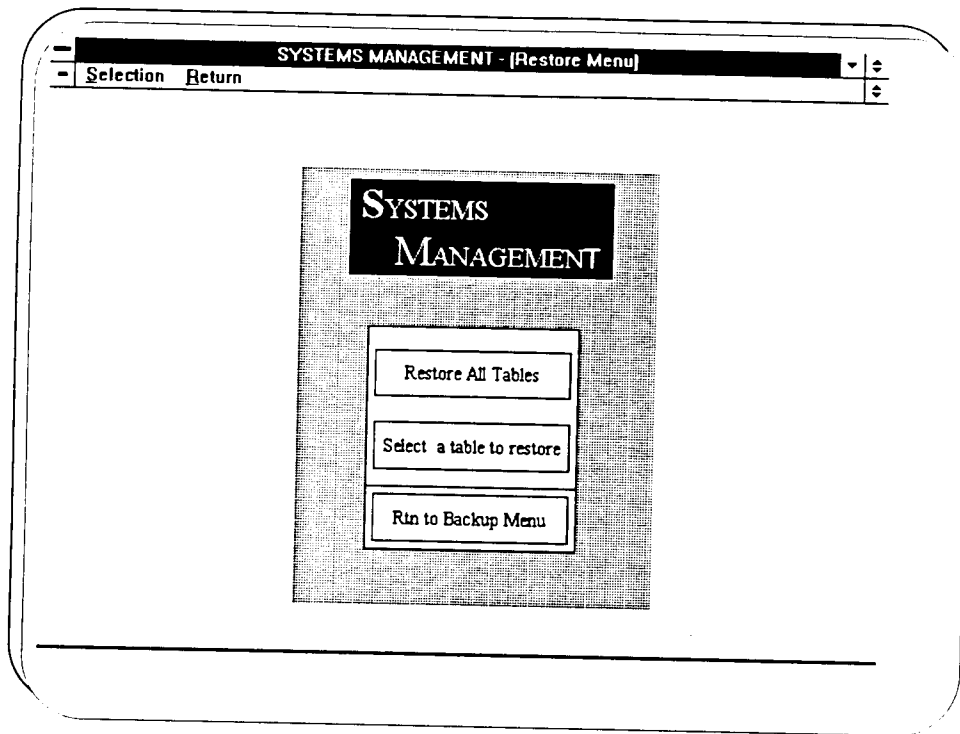 SYSTEMS MANAGEMENT - [Restore Menu]
Selection Return
SYSTEMS
MANAGEMENT
Restore All Tables
Select a table to restore
Rtn to Backup Menu